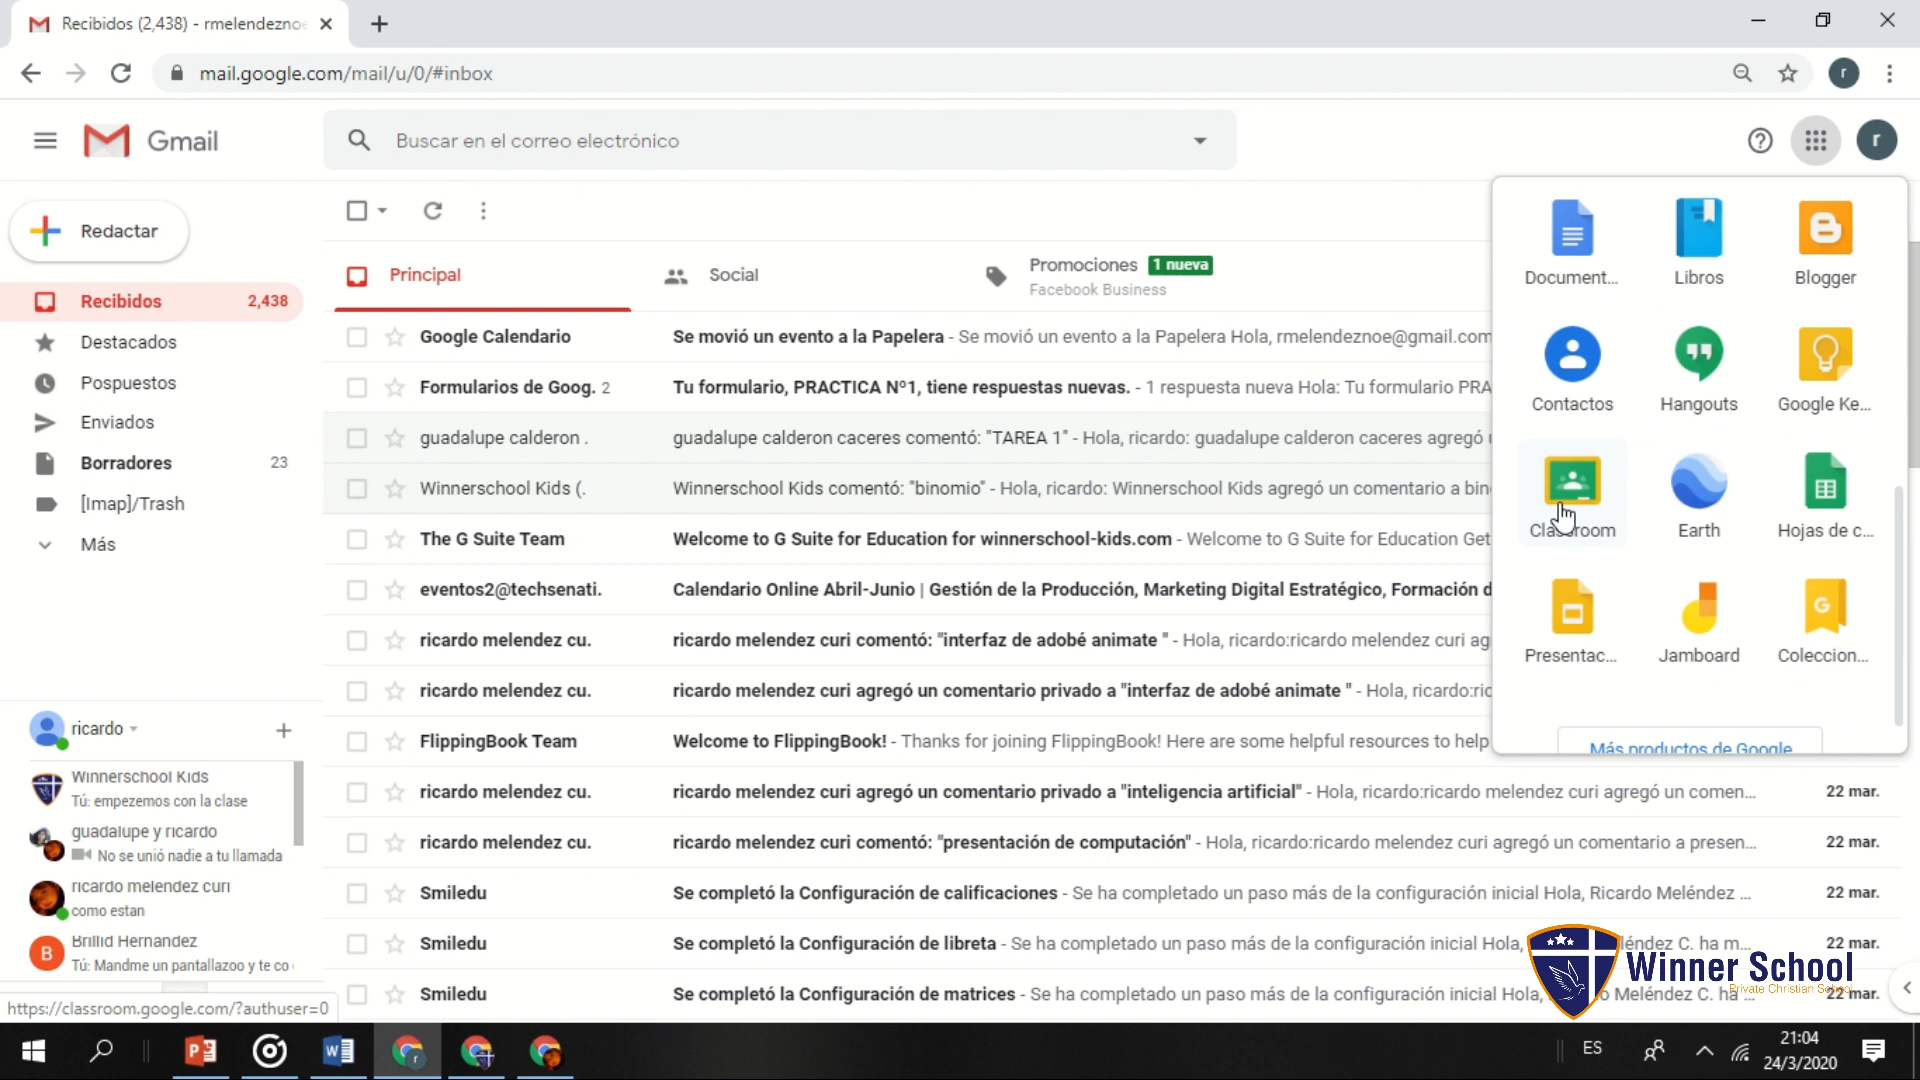 Recibidos (2,438) - rmelendeznoe
mail.google.com/mail/u/0/#inbox
r
Gmail
Buscar en el correo electrónico
r
Redactar
Recibidos 2,438
Destacados
Pospuestos
Enviados
Borradores 23
[Imap]/Trash
Más
Principal
Social
Promociones 1 nueva
Facebook Business
Google Calendario Se movió un evento a la Papelera - Se movió un evento a la Papelera Hola, rmelendeznoe@gmail.com
Formularios de Goog. 2 Tu formulario, PRACTICA Nº1, tiene respuestas nuevas. - 1 respuesta nueva Hola: Tu formulario PRA
guadalupe calderon . guadalupe calderon caceres comentó: "TAREA 1" - Hola, ricardo: guadalupe calderon caceres agregó
Winnerschool Kids (. Winnerschool Kids comentó: "binomio" - Hola, ricardo: Winnerschool Kids agregó un comentario a bin
The G Suite Team Welcome to G Suite for Education for winnerschool-kids.com - Welcome to G Suite for Education Get
eventos2@techsenati. Calendario Online Abril-Junio | Gestión de la Producción, Marketing Digital Estratégico, Formación d
ricardo melendez cu. ricardo melendez curi comentó: "interfaz de adobé animate " - Hola, ricardo:ricardo melendez curi ag
ricardo melendez cu. ricardo melendez curi agregó un comentario privado a "interfaz de adobé animate " - Hola, ricardo:ric
FlippingBook Team Welcome to FlippingBook! - Thanks for joining FlippingBook! Here are some helpful resources to help
ricardo melendez cu. ricardo melendez curi agregó un comentario privado a "inteligencia artificial" - Hola, ricardo:ricardo melendez curi agregó un comen... 22 mar.
ricardo melendez cu. ricardo melendez curi comentó: "presentación de computación" - Hola, ricardo:ricardo melendez curi agregó un comentario a presen... 22 mar.
Smiledu Se completó la Configuración de calificaciones - Se ha completado un paso más de la configuración inicial Hola, Ricardo Meléndez ... 22 mar.
Smiledu Se completó la Configuración de libreta - Se ha completado un paso más de la configuración inicial Hola, léndez C. ha m... 22 mar.
Smiledu Se completó la Configuración de matrices - Se ha completado un paso más de la configuración inicial Hola, o Meléndez C. ha ... 22 mar.
Document... Libros Blogger
Contactos Hangouts Google Ke...
Classroom Earth Hojas de c...
Presentac... Jamboard Coleccion...
Más productos de Google
ricardo
Winnerschool Kids
Tú: empezemos con la clase
guadalupe y ricardo
No se unió nadie a tu llamada
ricardo melendez curi
como estan
B
Brillid Hernandez
Tú: Mandme un pantallazoo y te co
https://classroom.google.com/?authuser=0
Winner School
Private Christian School
ES
21:04
24/3/2020